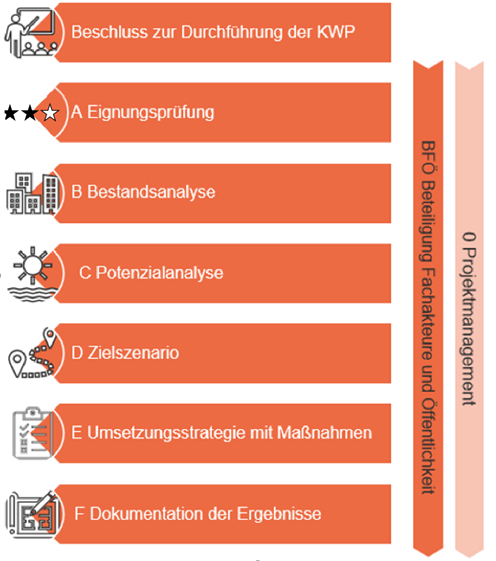 Beschluss zur Durchführung der KWP
A Eignungsprüfung
B Bestandsanalyse
C Potenzialanalyse
D Zielszenario
E Umsetzungsstrategie mit Maßnahmen
F Dokumentation der Ergebnisse
BFÖ Beteiligung Fachakteure und Öffentlichkeit
0 Projektmanagement